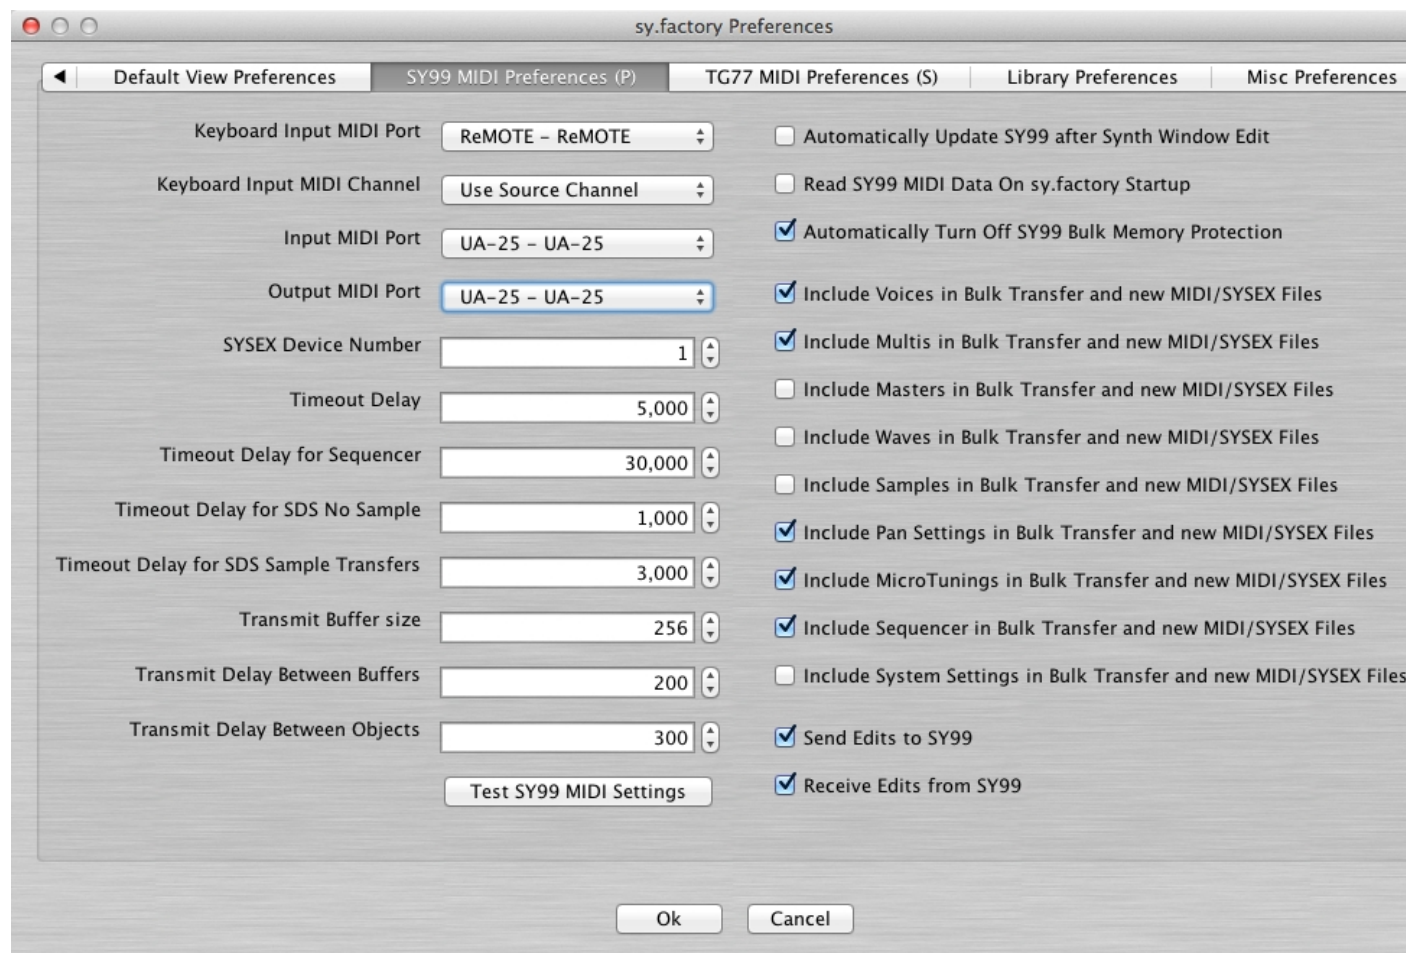 sy.factory Preferences
Default View Preferences
SY99 MIDI Preferences (P)
TG77 MIDI Preferences (S)
Library Preferences
Misc Preferences
Keyboard Input MIDI Port ReMOTE - ReMOTE
Keyboard Input MIDI Channel Use Source Channel
Input MIDI Port UA-25 - UA-25
Output MIDI Port UA-25 - UA-25
SYSEX Device Number 1
Timeout Delay 5,000
Timeout Delay for Sequencer 30,000
Timeout Delay for SDS No Sample 1,000
Timeout Delay for SDS Sample Transfers 3,000
Transmit Buffer size 256
Transmit Delay Between Buffers 200
Transmit Delay Between Objects 300
Test SY99 MIDI Settings
Automatically Update SY99 after Synth Window Edit
Read SY99 MIDI Data On sy.factory Startup
Automatically Turn Off SY99 Bulk Memory Protection
Include Voices in Bulk Transfer and new MIDI/SYSEX Files
Include Multis in Bulk Transfer and new MIDI/SYSEX Files
Include Masters in Bulk Transfer and new MIDI/SYSEX Files
Include Waves in Bulk Transfer and new MIDI/SYSEX Files
Include Samples in Bulk Transfer and new MIDI/SYSEX Files
Include Pan Settings in Bulk Transfer and new MIDI/SYSEX Files
Include MicroTunings in Bulk Transfer and new MIDI/SYSEX Files
Include Sequencer in Bulk Transfer and new MIDI/SYSEX Files
Include System Settings in Bulk Transfer and new MIDI/SYSEX Files
Send Edits to SY99
Receive Edits from SY99
Ok
Cancel